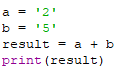 a = '2'
b = '5'
result = a + b
print(result)